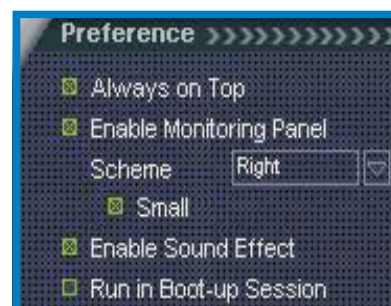 Preference
Always on Top
Enable Monitoring Panel
Scheme Right
Small
Enable Sound Effect
Run in Boot-up Session